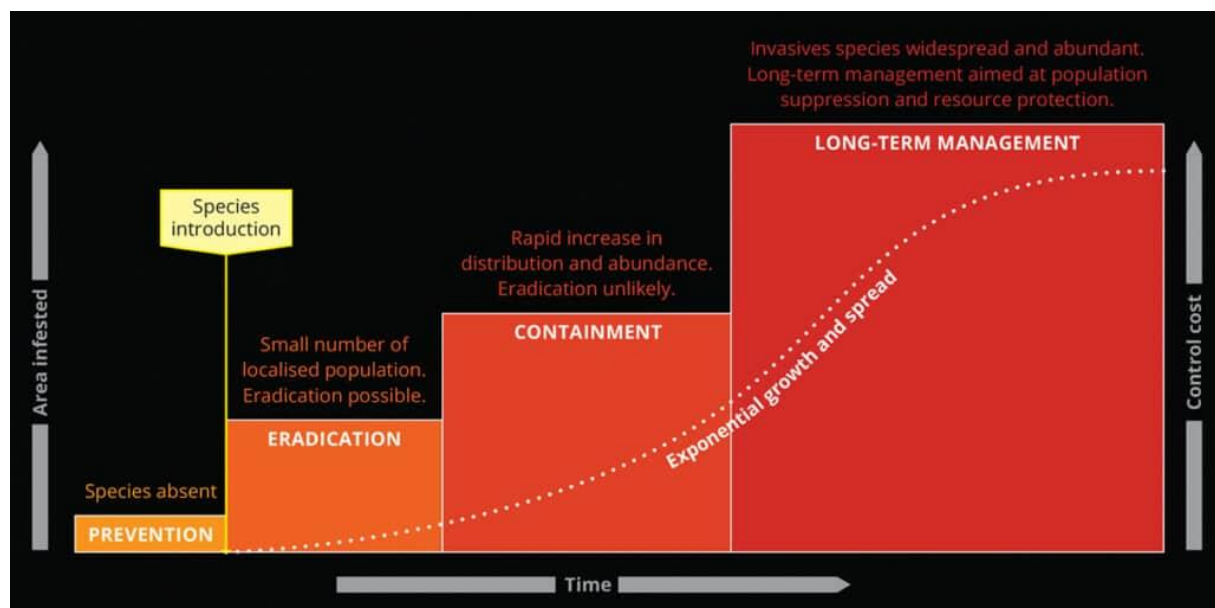 Invasives species widespread and abundant.
Long-term management aimed at population
suppression and resource protection.
LONG-TERM MANAGEMENT
Species
introduction
Rapid increase in
distribution and abundance.
Eradication unlikely.
CONTAINMENT
Small number of
localised population.
Eradication possible.
ERADICATION
Species absent
PREVENTION
Exponential growth and spread
Area infested
Control cost
Time